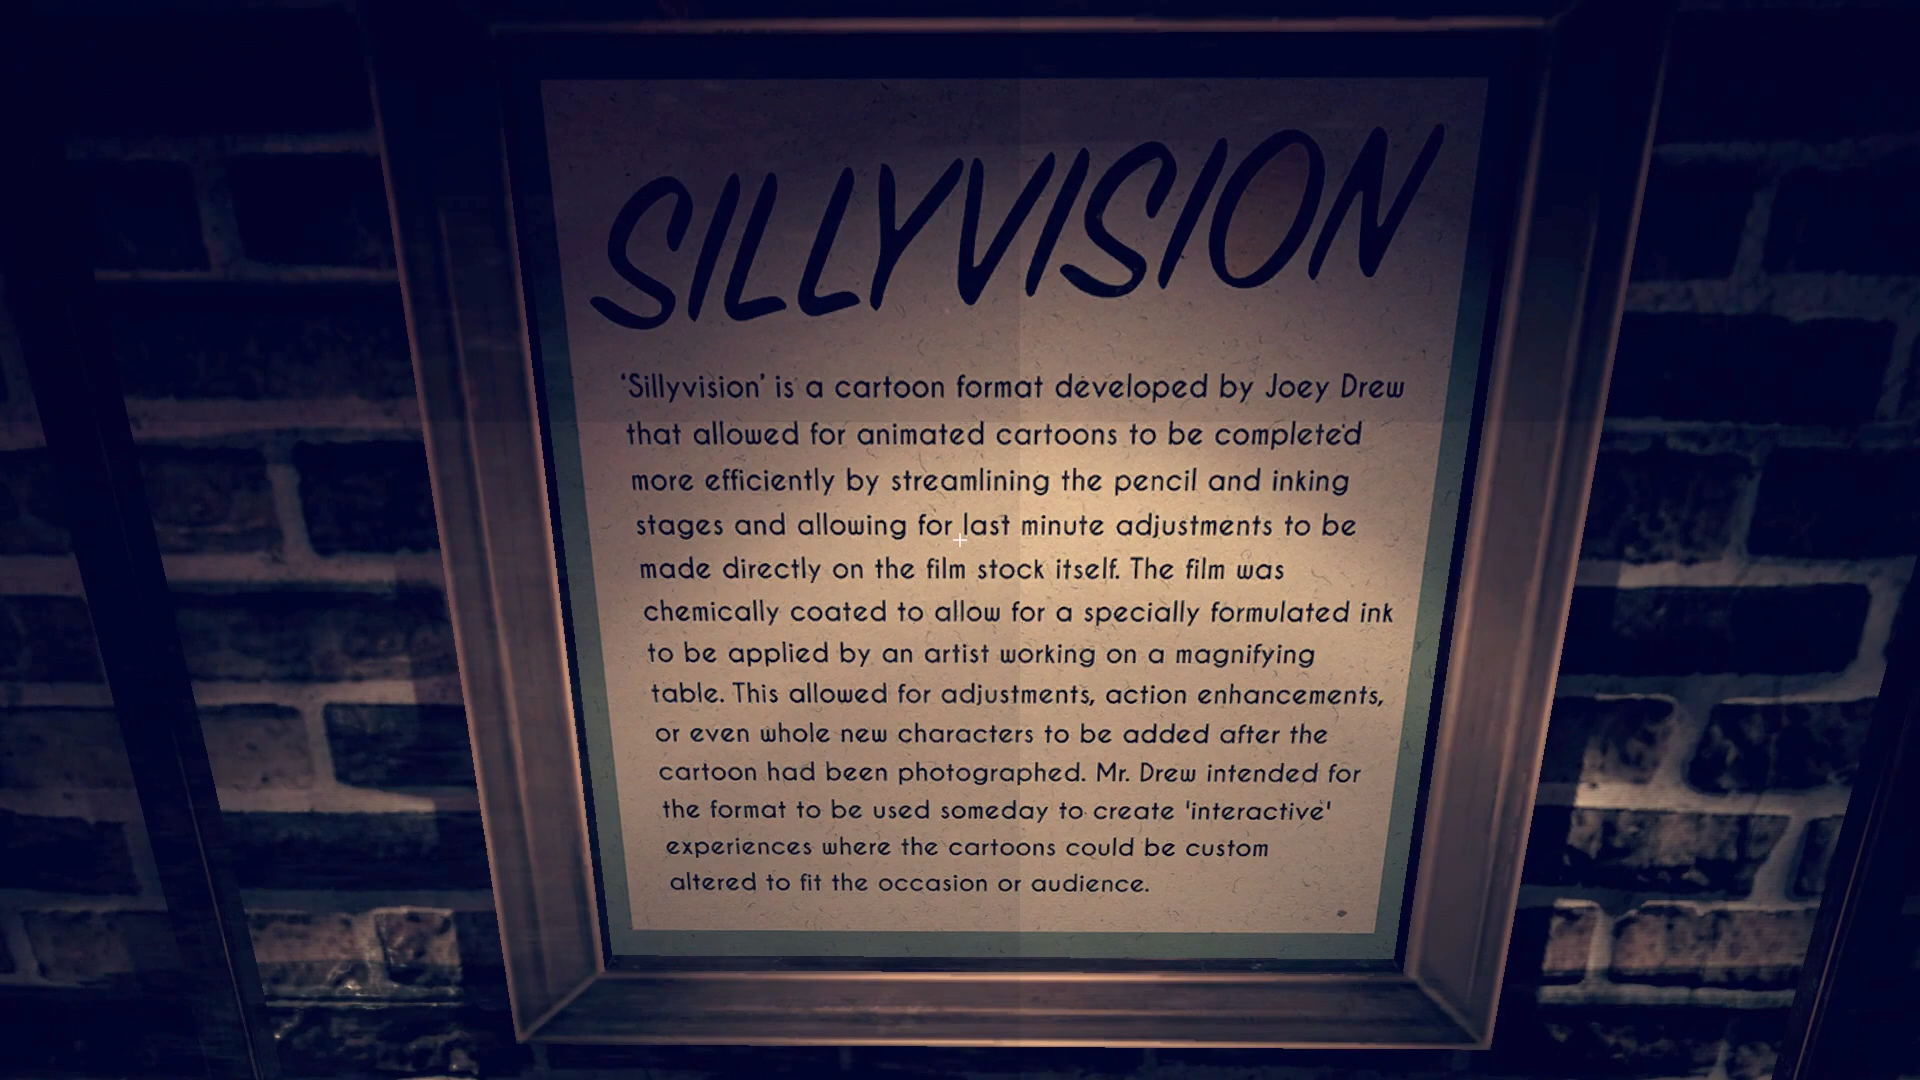 SILLYVISION
'Sillyvision' is a cartoon format developed by Joey Drew
that allowed for animated cartoons to be completed
more efficiently by streamlining the pencil and inking
stages and allowing for last minute adjustments to be
made directly on the film stock itself. The film was
chemically coated to allow for a specially formulated ink
to be applied by an artist working on a magnifying
table. This allowed for adjustments, action enhancements,
or even whole new characters to be added after the
cartoon had been photographed. Mr. Drew intended for
the format to be used someday to create 'interactive'
experiences where the cartoons could be custom
altered to fit the occasion or audience.